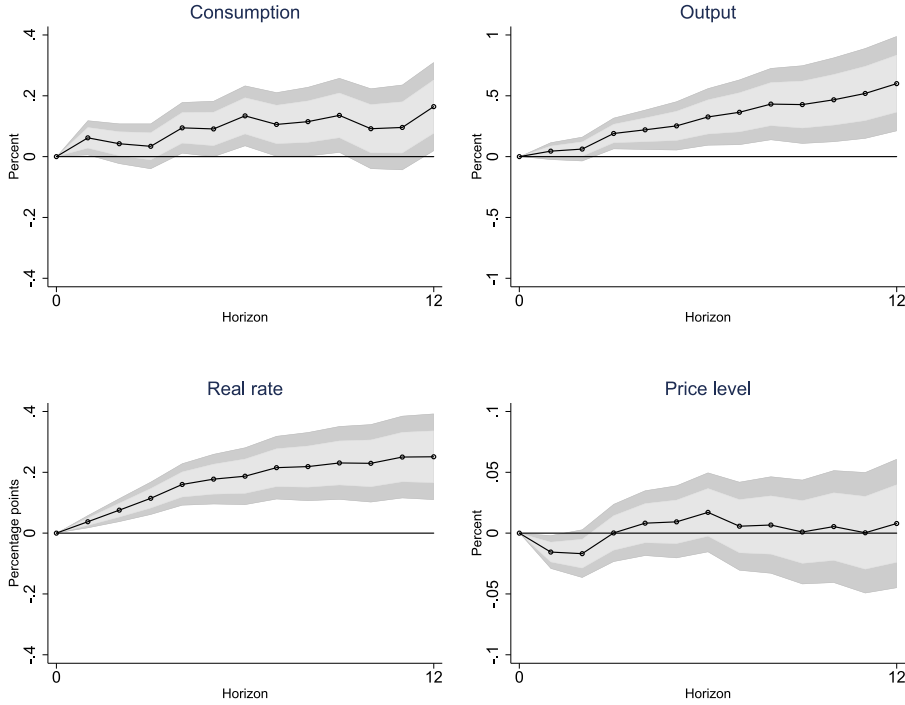 Consumption
.4
.2
0
-.2
-.4
Percent
0
12
Horizon
Output
1
.5
0
-.5
-1
Percent
0
12
Horizon
Real rate
.4
.2
0
-.2
-.4
Percentage points
0
12
Horizon
Price level
.1
.05
0
-.05
-.1
Percent
0
12
Horizon